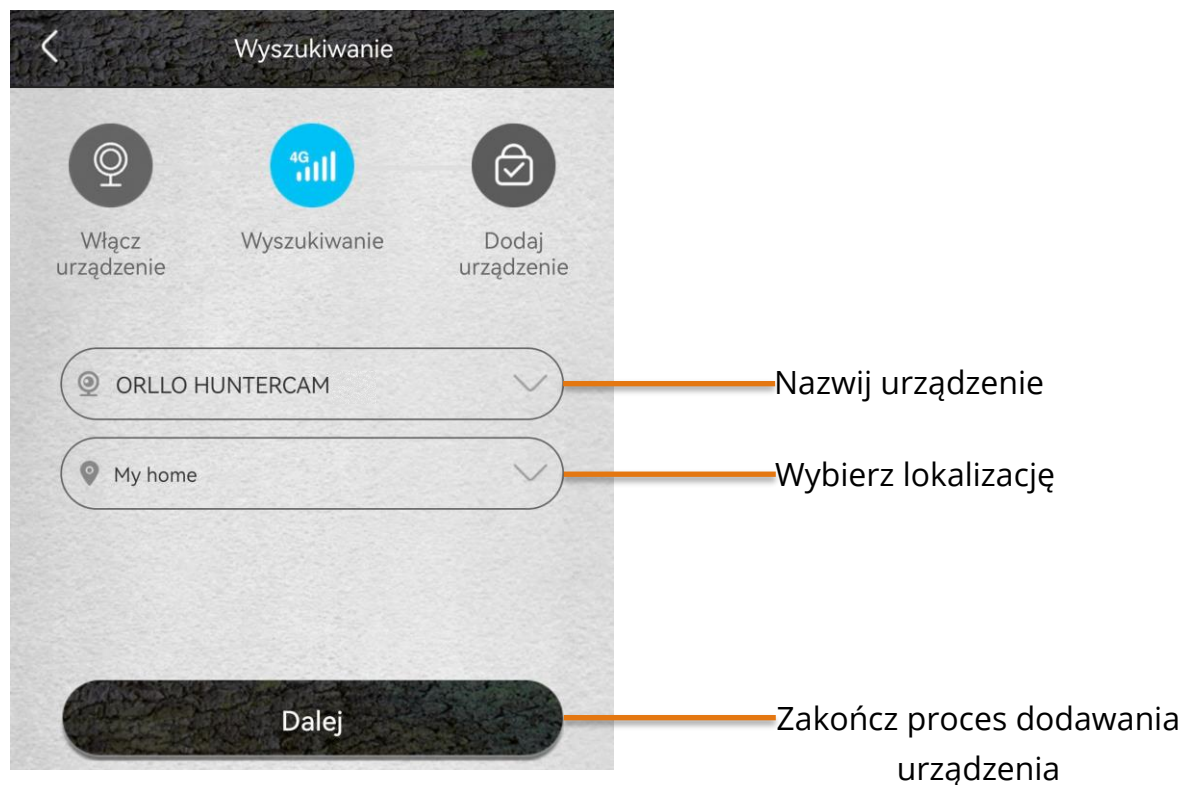 Wyszukiwanie
4G
Włącz
urządzenie
Wyszukiwanie
Dodaj
urządzenie
ORLLO HUNTERCAM
Nazwij urządzenie
My home
Wybierz lokalizację
Dalej
Zakończ proces dodawania
urządzenia